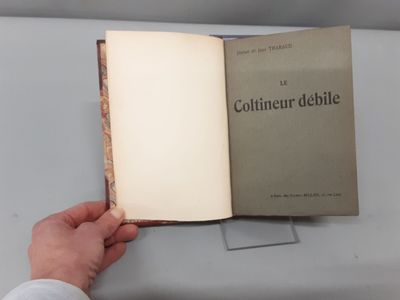 Jérôme et Jean THARAUD
LE
Coltineur débile